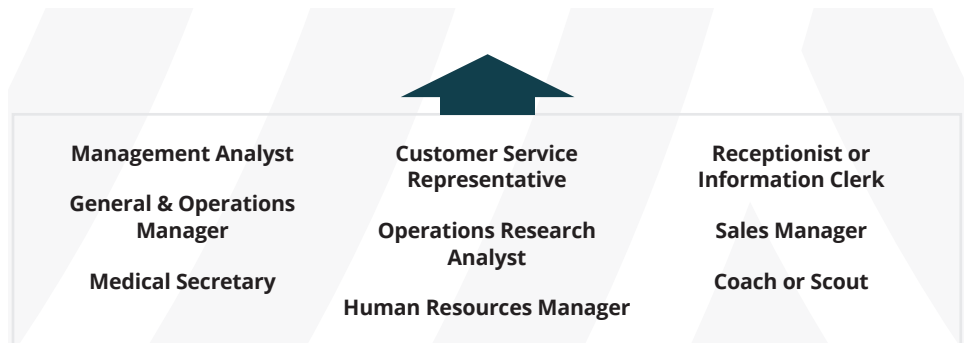 Management Analyst
General & Operations
Manager
Medical Secretary
Customer Service
Representative
Operations Research
Analyst
Human Resources Manager
Receptionist or
Information Clerk
Sales Manager
Coach or Scout